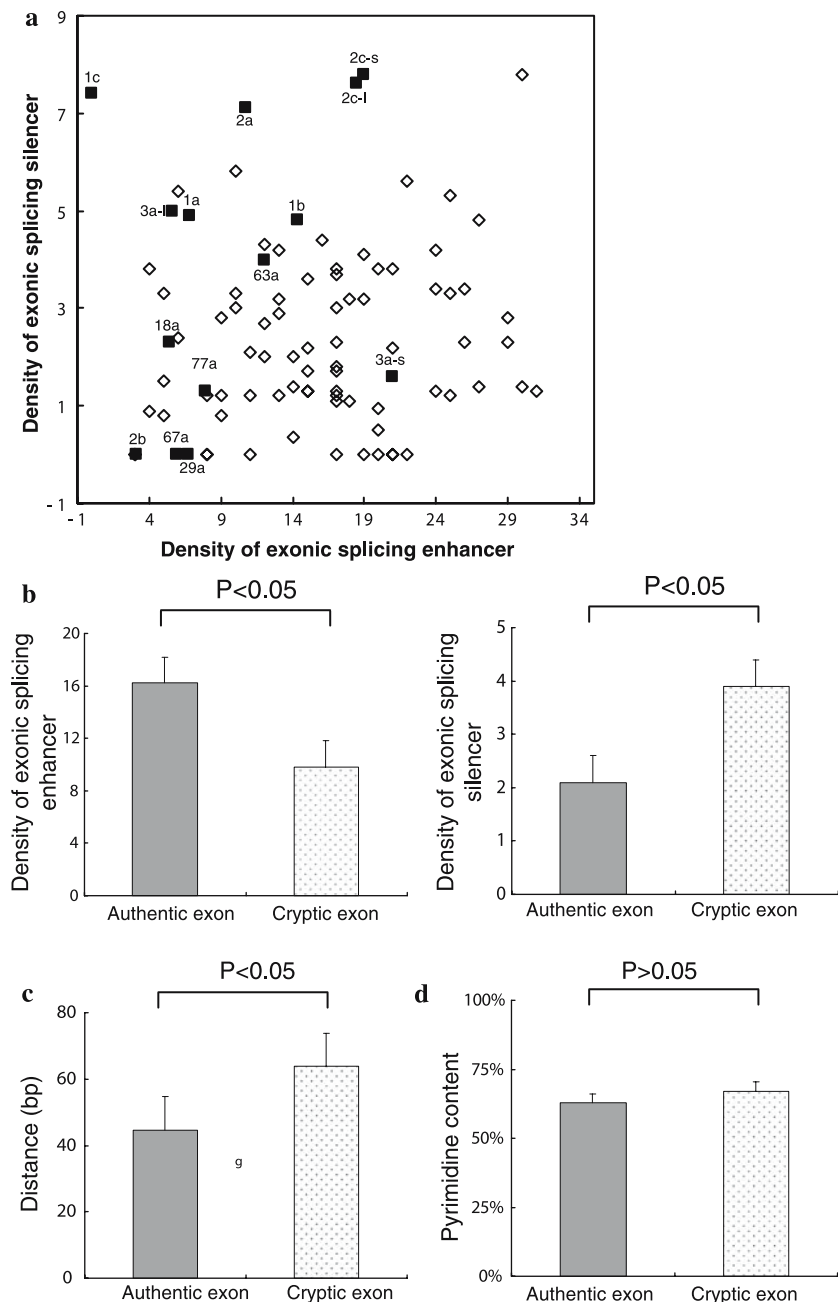 a
Density of exonic splicing silencer
9
7
5
3
1
- 1
1c
2c-s
2c-l
2a
3a-l
1a
1b
63a
18a
77a
3a-s
2b
67a
29a
-1 4 9 14 19 24 29 34
Density of exonic splicing enhancer
b
P<0.05
Density of exonic splicing
enhancer
20
16
12
8
4
0
Authentic exon Cryptic exon
P<0.05
Density of exonic splicing
silencer
5
4
3
2
1
0
Authentic exon Cryptic exon
c
P<0.05
Distance (bp)
80
60
40
20
0
g
Authentic exon Cryptic exon
d
P>0.05
Pyrimidine content
100%
75%
50%
25%
0%
Authentic exon Cryptic exon